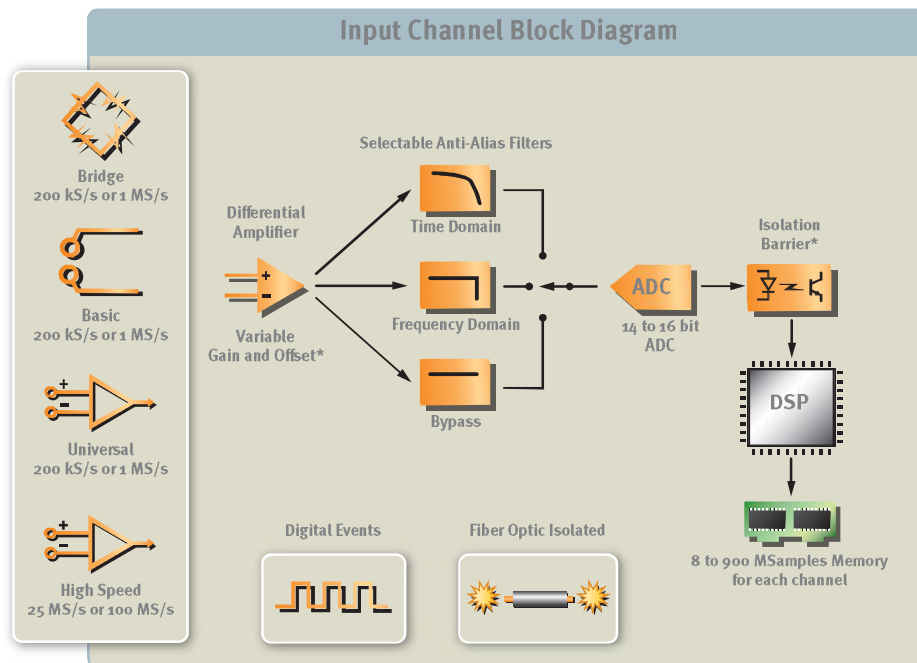 Input Channel Block Diagram
Bridge
200 kS/s or 1 MS/s
Basic
200 kS/s or 1 MS/s
+
−
Universal
200 kS/s or 1 MS/s
+
−
High Speed
25 MS/s or 100 MS/s
Differential
Amplifier
+
−
Variable
Gain and Offset*
Selectable Anti-Alias Filters
Time Domain
Frequency Domain
Bypass
ADC
14 to 16 bit
ADC
Isolation
Barrier*
DSP
8 to 900 MSamples Memory
for each channel
Digital Events
Fiber Optic Isolated